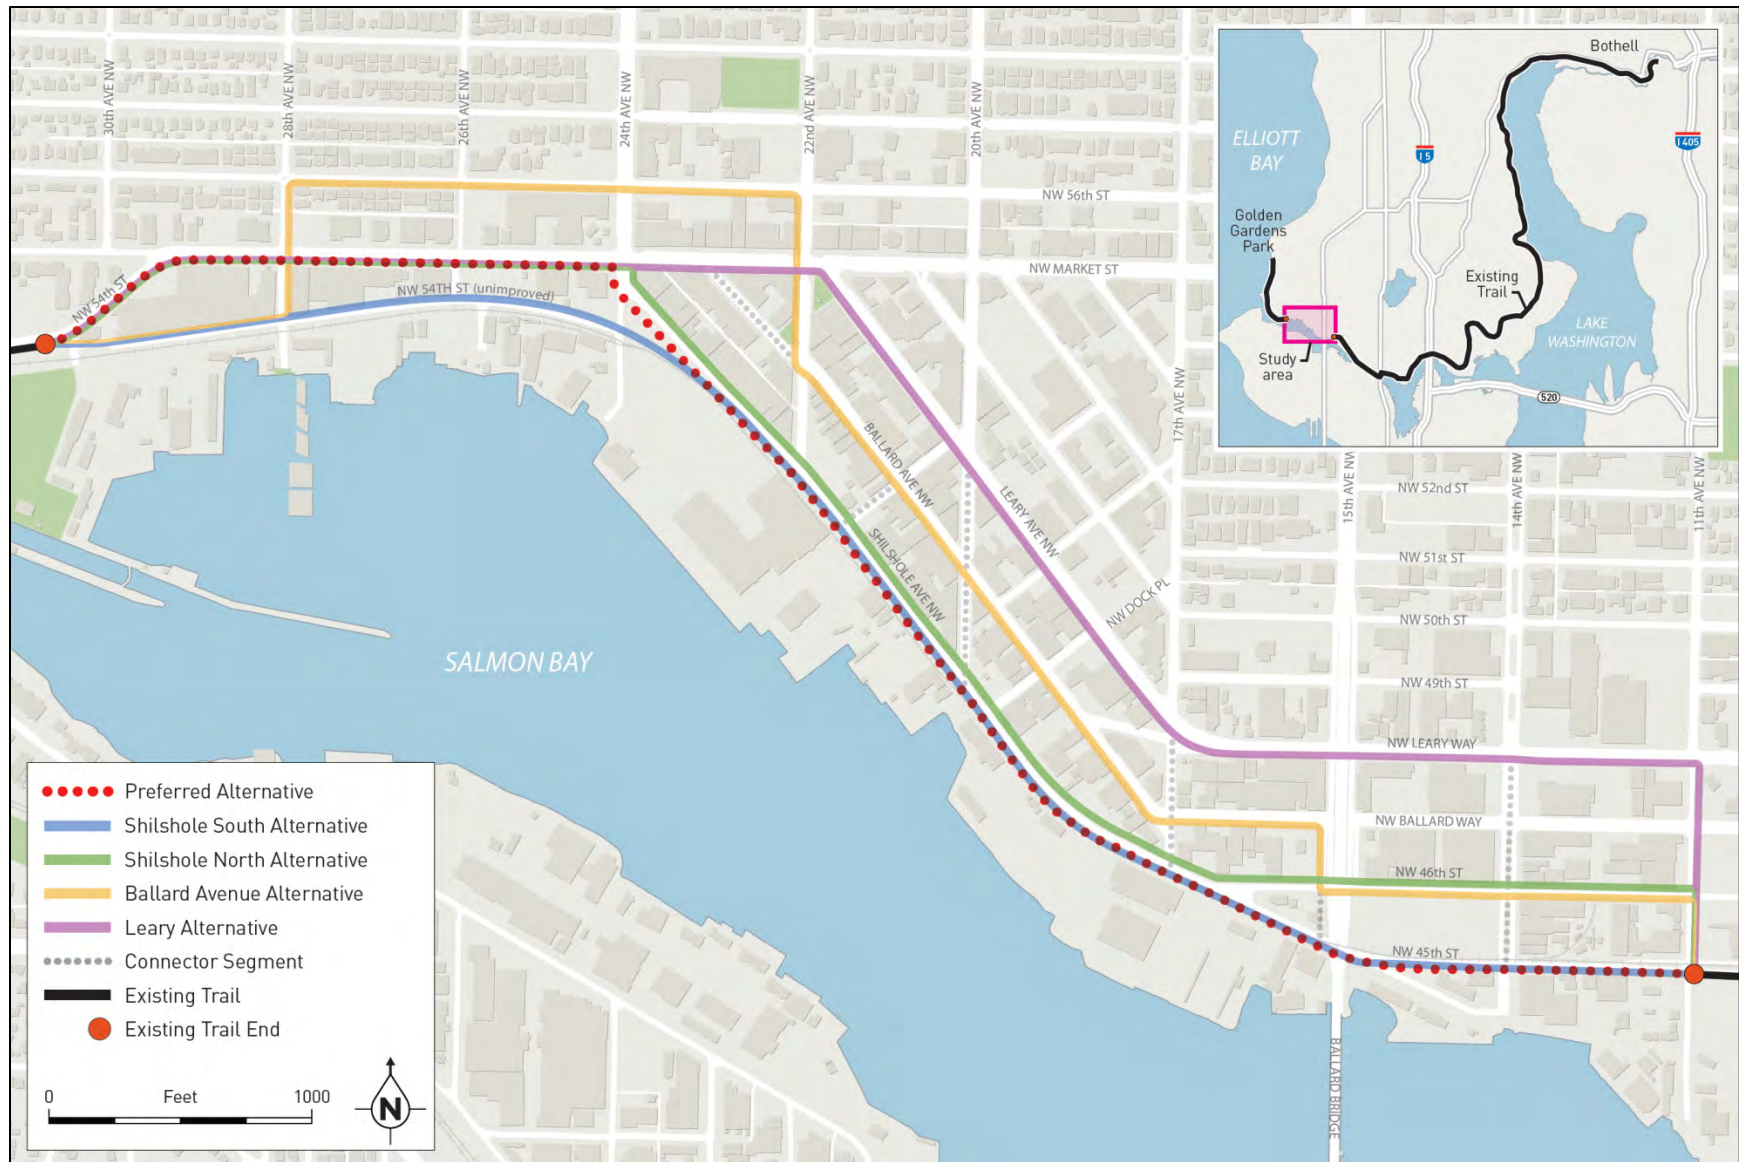 30th AVE NW
28th AVE NW
26th AVE NW
24th AVE NW
22nd AVE NW
20th AVE NW
NW 56th ST
NW MARKET ST
NW 54th ST
NW 54TH ST (unimproved)
17th AVE NW
BALLARD AVE NW
LEARY AVE NW
SHILSHOLE AVE NW
NW DOCK PL
15th AVE NW
14th AVE NW
11th AVE NW
NW 52nd ST
NW 51st ST
NW 50th ST
NW 49th ST
NW LEARY WAY
NW BALLARD WAY
NW 46th ST
NW 45th ST
BALLARD BRIDGE
SALMON BAY
Bothell
ELLIOTT
BAY
I 5
I 405
Golden
Gardens
Park
Existing
Trail
LAKE
WASHINGTON
Study
area
520
Preferred Alternative
Shilshole South Alternative
Shilshole North Alternative
Ballard Avenue Alternative
Leary Alternative
Connector Segment
Existing Trail
Existing Trail End
0 Feet 1000
N